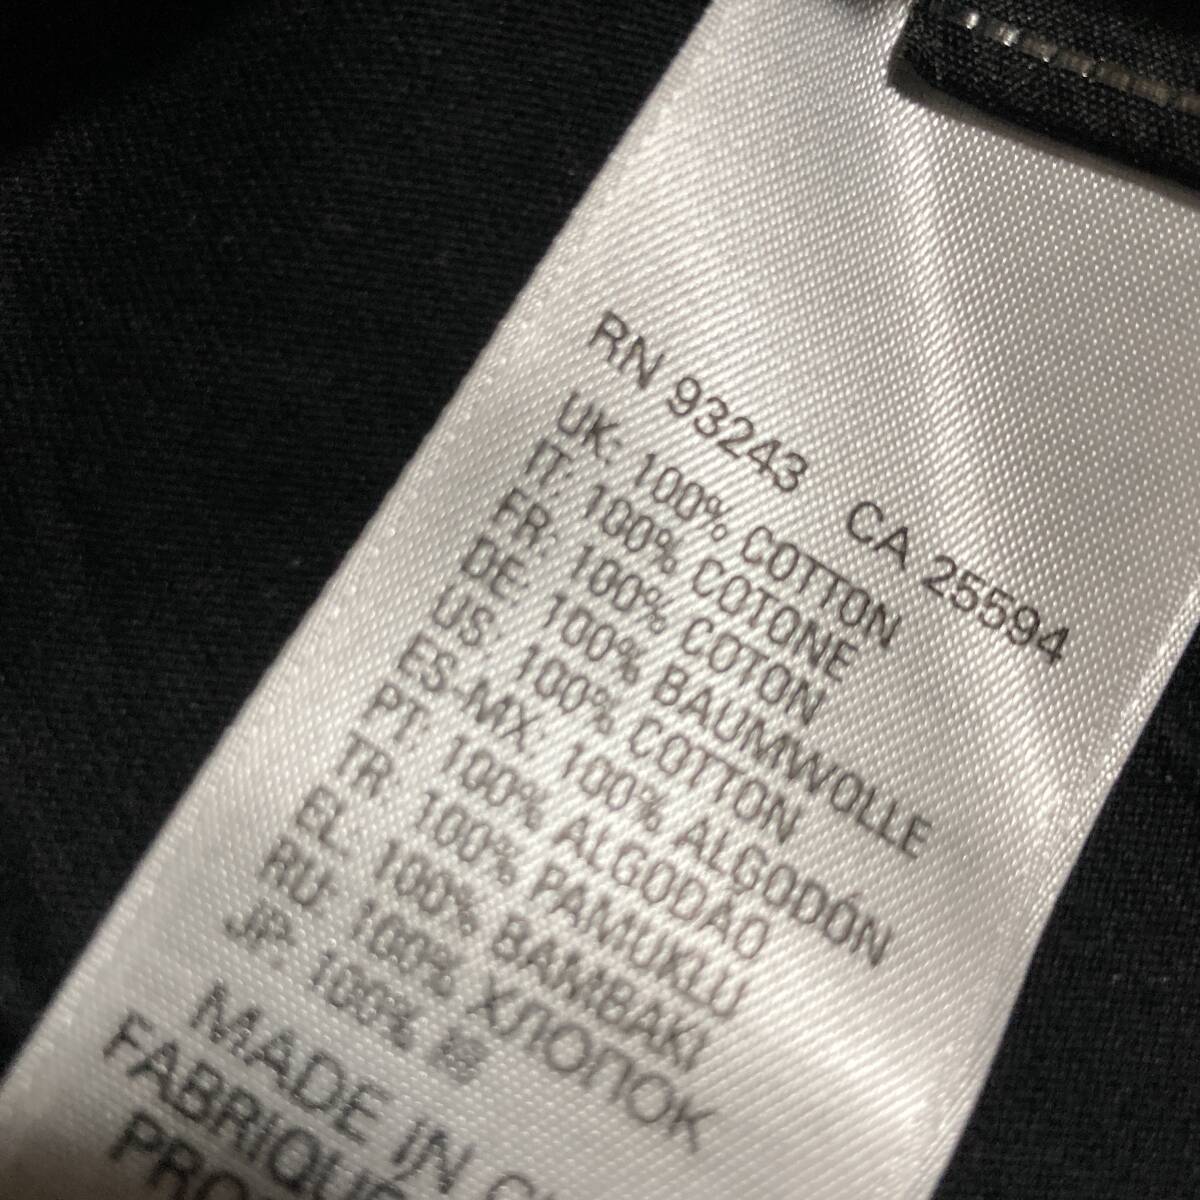 RN 93243 CA 25594
UK: 100% COTTON
IT: 100% COTONE
FR: 100% COTON
DE: 100% BAUMWOLLE
US: 100% COTTON
ES-MX: 100% ALGODÓN
PT: 100% ALGODAO
TR: 100% PAMUKLU
EL: 100% BAMBAKI
RU: 100% ХЛОПОК
JP: 100% 綿
MADE IN